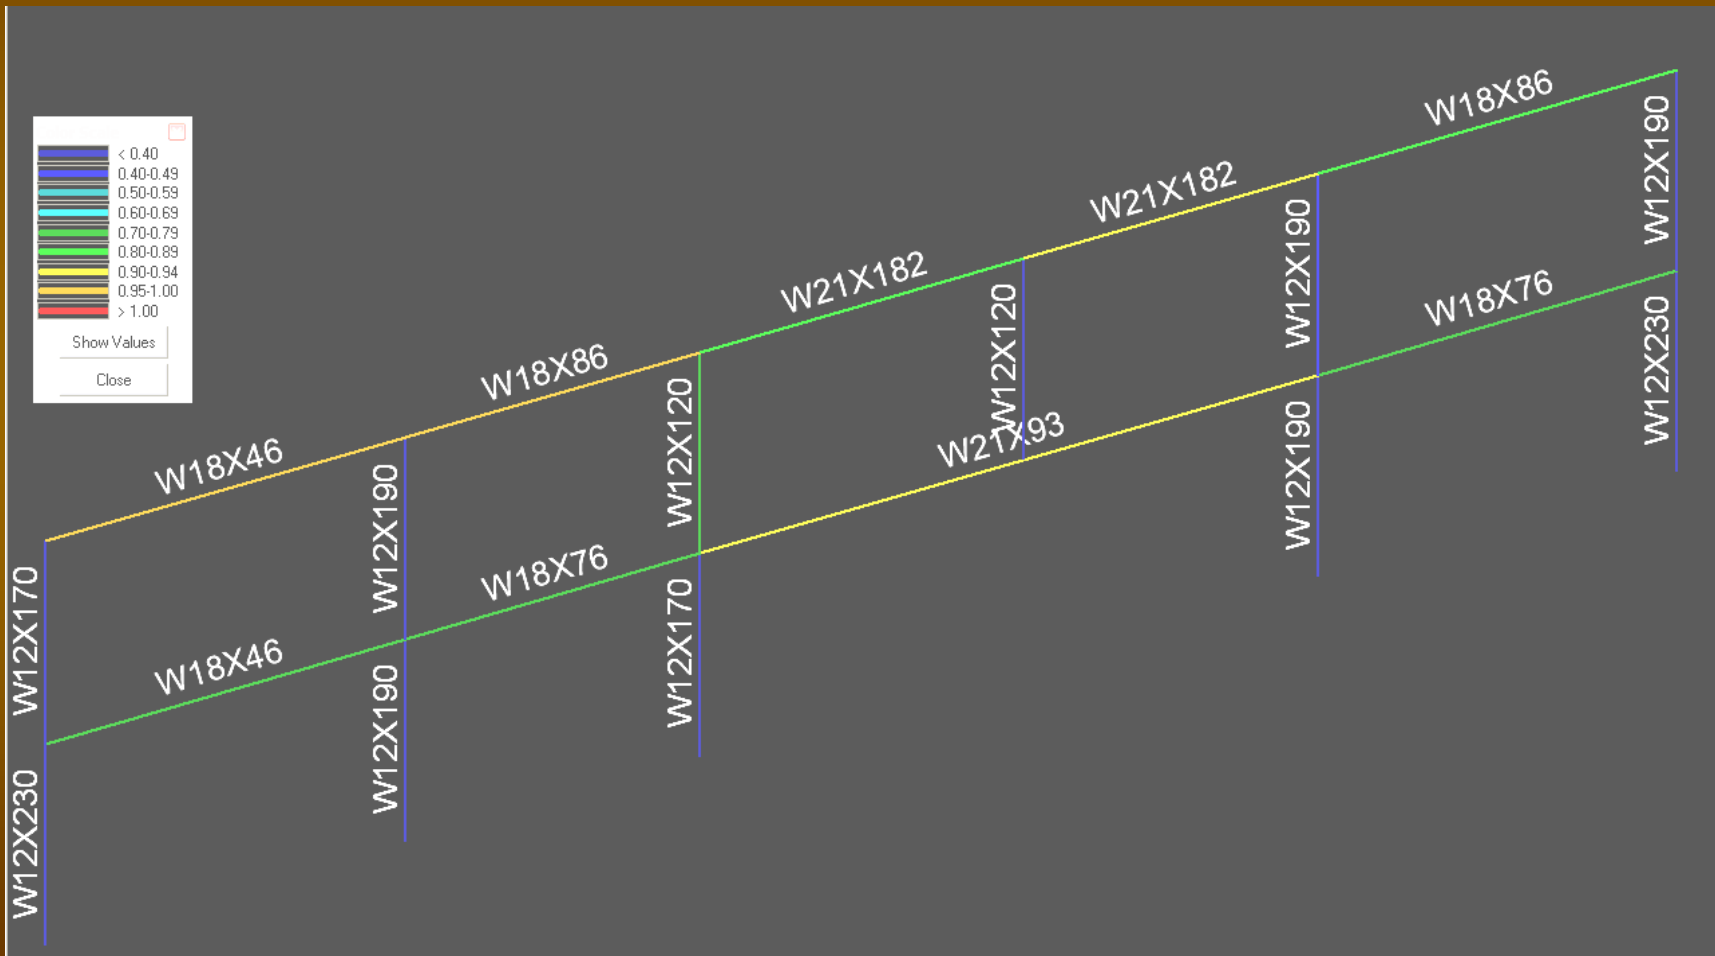 < 0.40
0.40-0.49
0.50-0.59
0.60-0.69
0.70-0.79
0.80-0.89
0.90-0.94
0.95-1.00
> 1.00
Show Values
Close
W18X86
W12X190
W21X182
W12X190
W21X182
W12X120
W18X76
W12X230
W18X86
W12X120
W21X93
W12X190
W18X46
W12X190
W18X76
W12X170
W12X170
W18X46
W12X190
W12X230